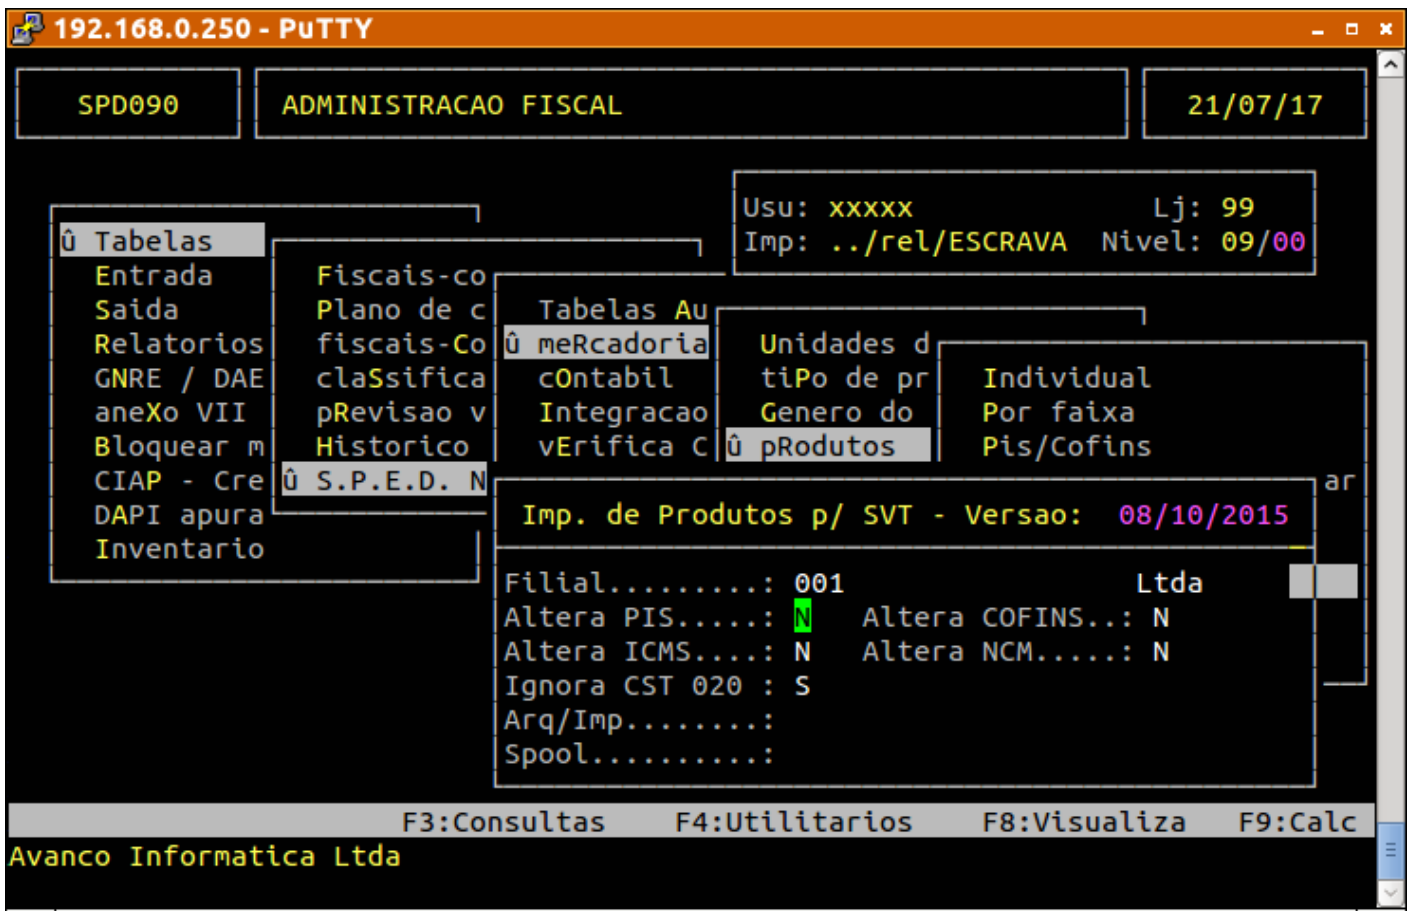 192.168.0.250 - PuTTY
SPD090 ADMINISTRACAO FISCAL 21/07/17
Usu: xxxxx Lj: 99
û Tabelas Imp: ../rel/ESCRAVA Nivel: 09/00
Entrada Fiscais-co
Saida Plano de c Tabelas Au
Relatorios fiscais-Co û meRcadoria Unidades d
GNRE / DAE claSsifica cOntabil tiPo de pr Individual
aneXo VII pRevisao v Integracao Genero do Por faixa
Bloquear m Historico vErifica C û pRodutos Pis/Cofins
CIAP - Cre û S.P.E.D. N ar
DAPI apura Imp. de Produtos p/ SVT - Versao: 08/10/2015
Inventario
Filial.........: 001 Ltda
Altera PIS.....: N Altera COFINS..: N
Altera ICMS....: N Altera NCM.....: N
Ignora CST 020 : S
Arq/Imp........:
Spool..........:
F3:Consultas F4:Utilitarios F8:Visualiza F9:Calc
Avanco Informatica Ltda